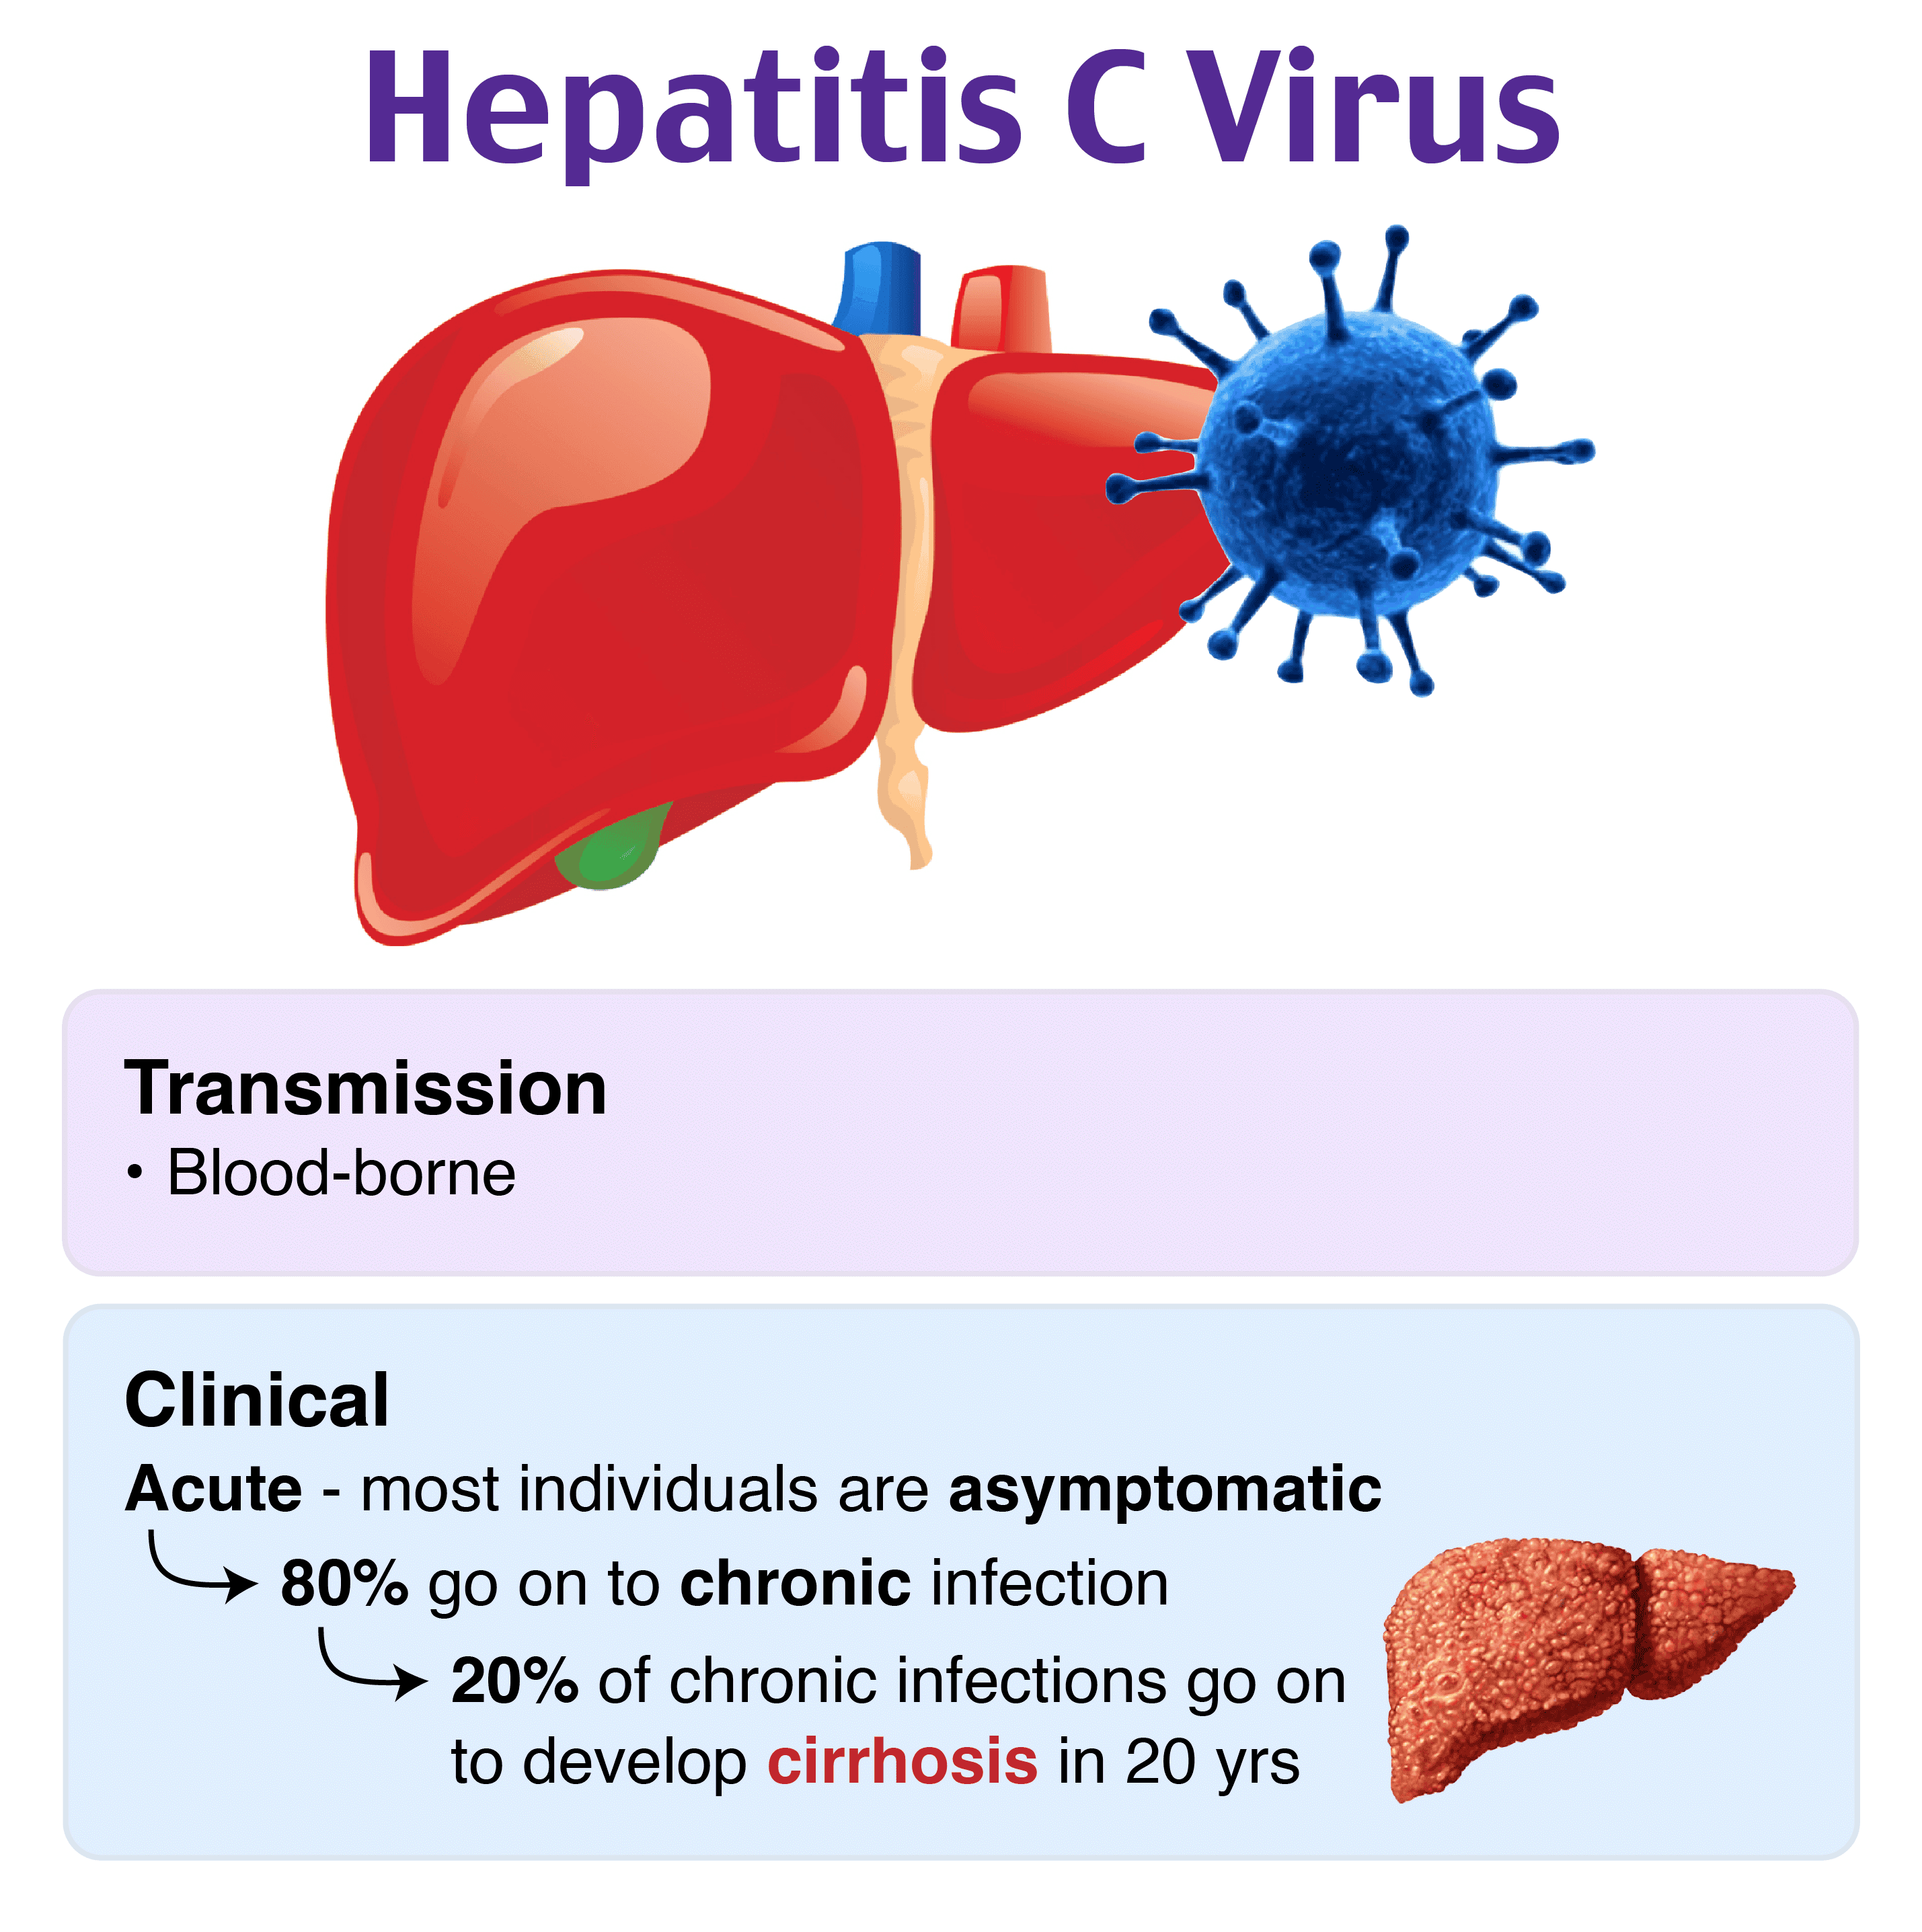 Hepatitis C Virus
Transmission
• Blood-borne
Clinical
Acute - most individuals are asymptomatic
80% go on to chronic infection
20% of chronic infections go on
to develop cirrhosis in 20 yrs